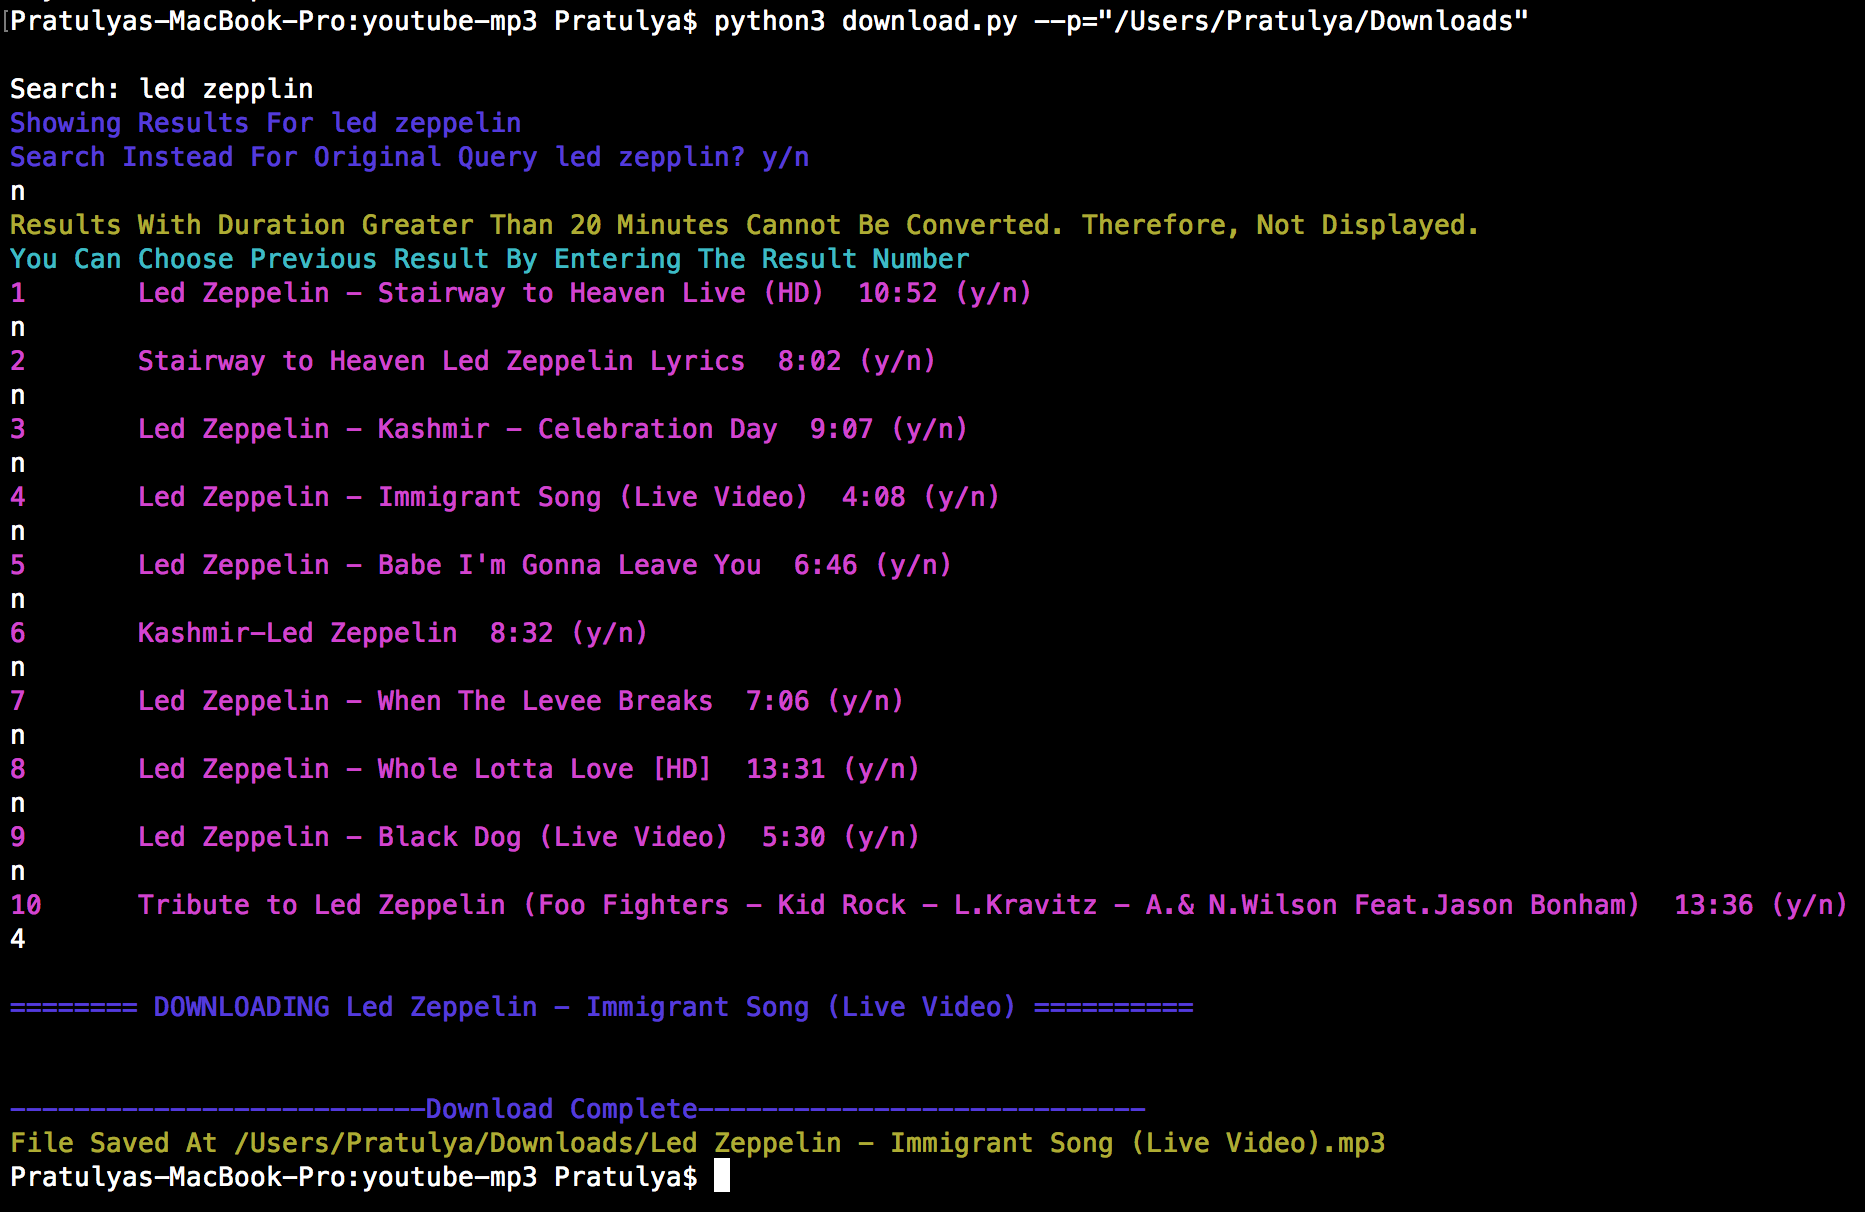 Pratulyas-MacBook-Pro:youtube-mp3 Pratulya$ python3 download.py --p="/Users/Pratulya/Downloads"
Search: led zepplin
Showing Results For led zeppelin
Search Instead For Original Query led zepplin? y/n
n
Results With Duration Greater Than 20 Minutes Cannot Be Converted. Therefore, Not Displayed.
You Can Choose Previous Result By Entering The Result Number
1       Led Zeppelin - Stairway to Heaven Live (HD)  10:52 (y/n)
n
2       Stairway to Heaven Led Zeppelin Lyrics  8:02 (y/n)
n
3       Led Zeppelin - Kashmir - Celebration Day  9:07 (y/n)
n
4       Led Zeppelin - Immigrant Song (Live Video)  4:08 (y/n)
n
5       Led Zeppelin - Babe I'm Gonna Leave You  6:46 (y/n)
n
6       Kashmir-Led Zeppelin  8:32 (y/n)
n
7       Led Zeppelin - When The Levee Breaks  7:06 (y/n)
n
8       Led Zeppelin - Whole Lotta Love [HD]  13:31 (y/n)
n
9       Led Zeppelin - Black Dog (Live Video)  5:30 (y/n)
n
10      Tribute to Led Zeppelin (Foo Fighters - Kid Rock - L.Kravitz - A.& N.Wilson Feat.Jason Bonham)  13:36 (y/n)
4
======== DOWNLOADING Led Zeppelin - Immigrant Song (Live Video) ==========
--------------------------Download Complete----------------------------
File Saved At /Users/Pratulya/Downloads/Led Zeppelin - Immigrant Song (Live Video).mp3
Pratulyas-MacBook-Pro:youtube-mp3 Pratulya$